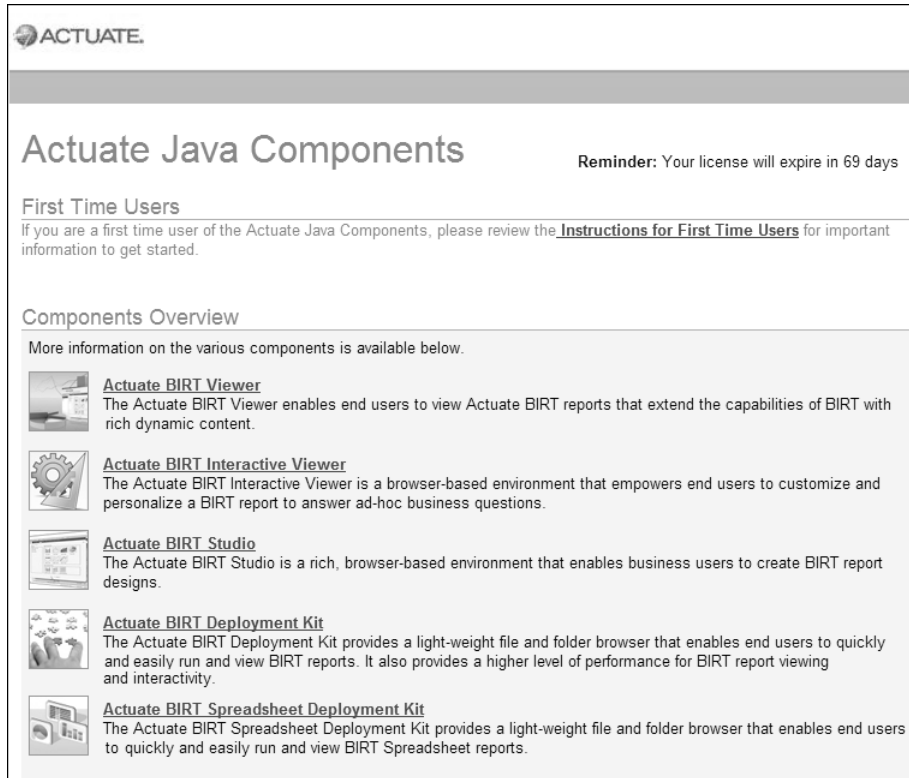 ACTUATE.
Actuate Java Components
Reminder: Your license will expire in 69 days
First Time Users
If you are a first time user of the Actuate Java Components, please review the Instructions for First Time Users for important
information to get started.
Components Overview
More information on the various components is available below.
Actuate BIRT Viewer
The Actuate BIRT Viewer enables end users to view Actuate BIRT reports that extend the capabilities of BIRT with
rich dynamic content.
Actuate BIRT Interactive Viewer
The Actuate BIRT Interactive Viewer is a browser-based environment that empowers end users to customize and
personalize a BIRT report to answer ad-hoc business questions.
Actuate BIRT Studio
The Actuate BIRT Studio is a rich, browser-based environment that enables business users to create BIRT report
designs.
Actuate BIRT Deployment Kit
The Actuate BIRT Deployment Kit provides a light-weight file and folder browser that enables end users to quickly
and easily run and view BIRT reports. It also provides a higher level of performance for BIRT report viewing
and interactivity.
Actuate BIRT Spreadsheet Deployment Kit
The Actuate BIRT Spreadsheet Deployment Kit provides a light-weight file and folder browser that enables end users
to quickly and easily run and view BIRT Spreadsheet reports.